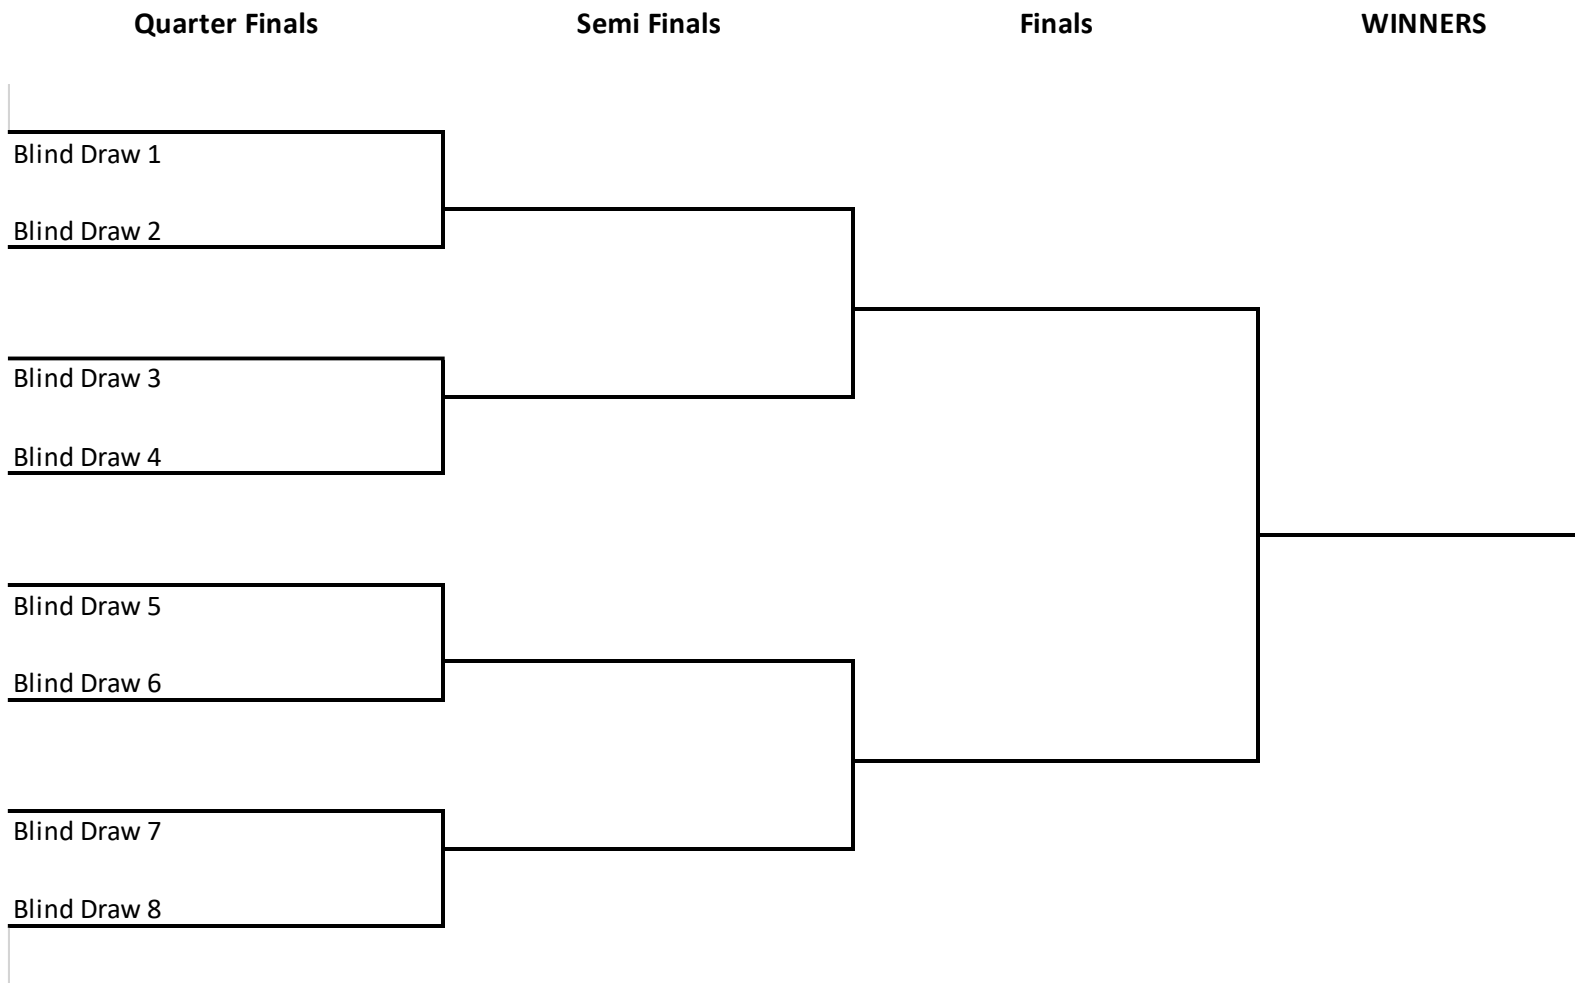 Quarter Finals Semi Finals Finals WINNERS
Blind Draw 1
Blind Draw 2
Blind Draw 3
Blind Draw 4
Blind Draw 5
Blind Draw 6
Blind Draw 7
Blind Draw 8